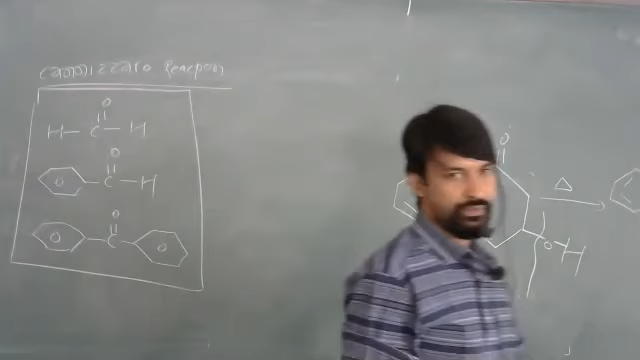 Cannizzaro Reaction
O
H — C — H
O
C — H
O
C
O
Δ
O-H